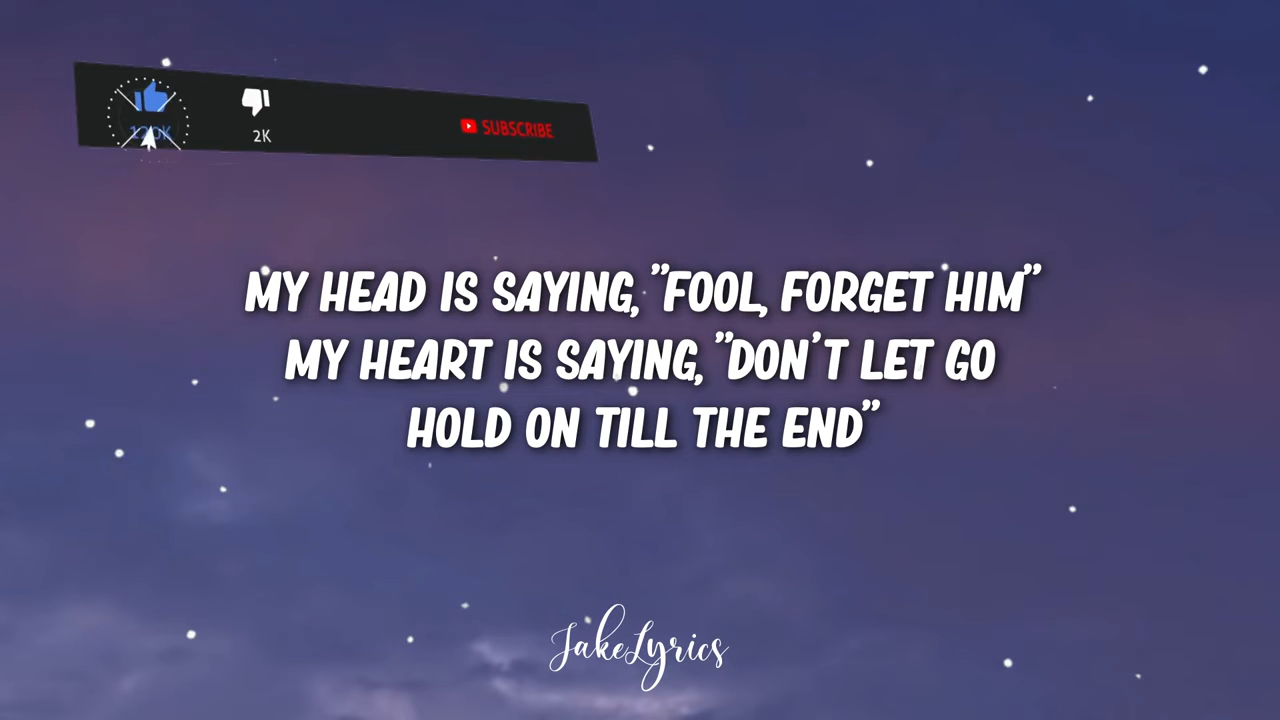 2K
SUBSCRIBE
MY HEAD IS SAYING, "FOOL, FORGET HIM"
MY HEART IS SAYING, "DON'T LET GO
HOLD ON TILL THE END"
JakeLyrics